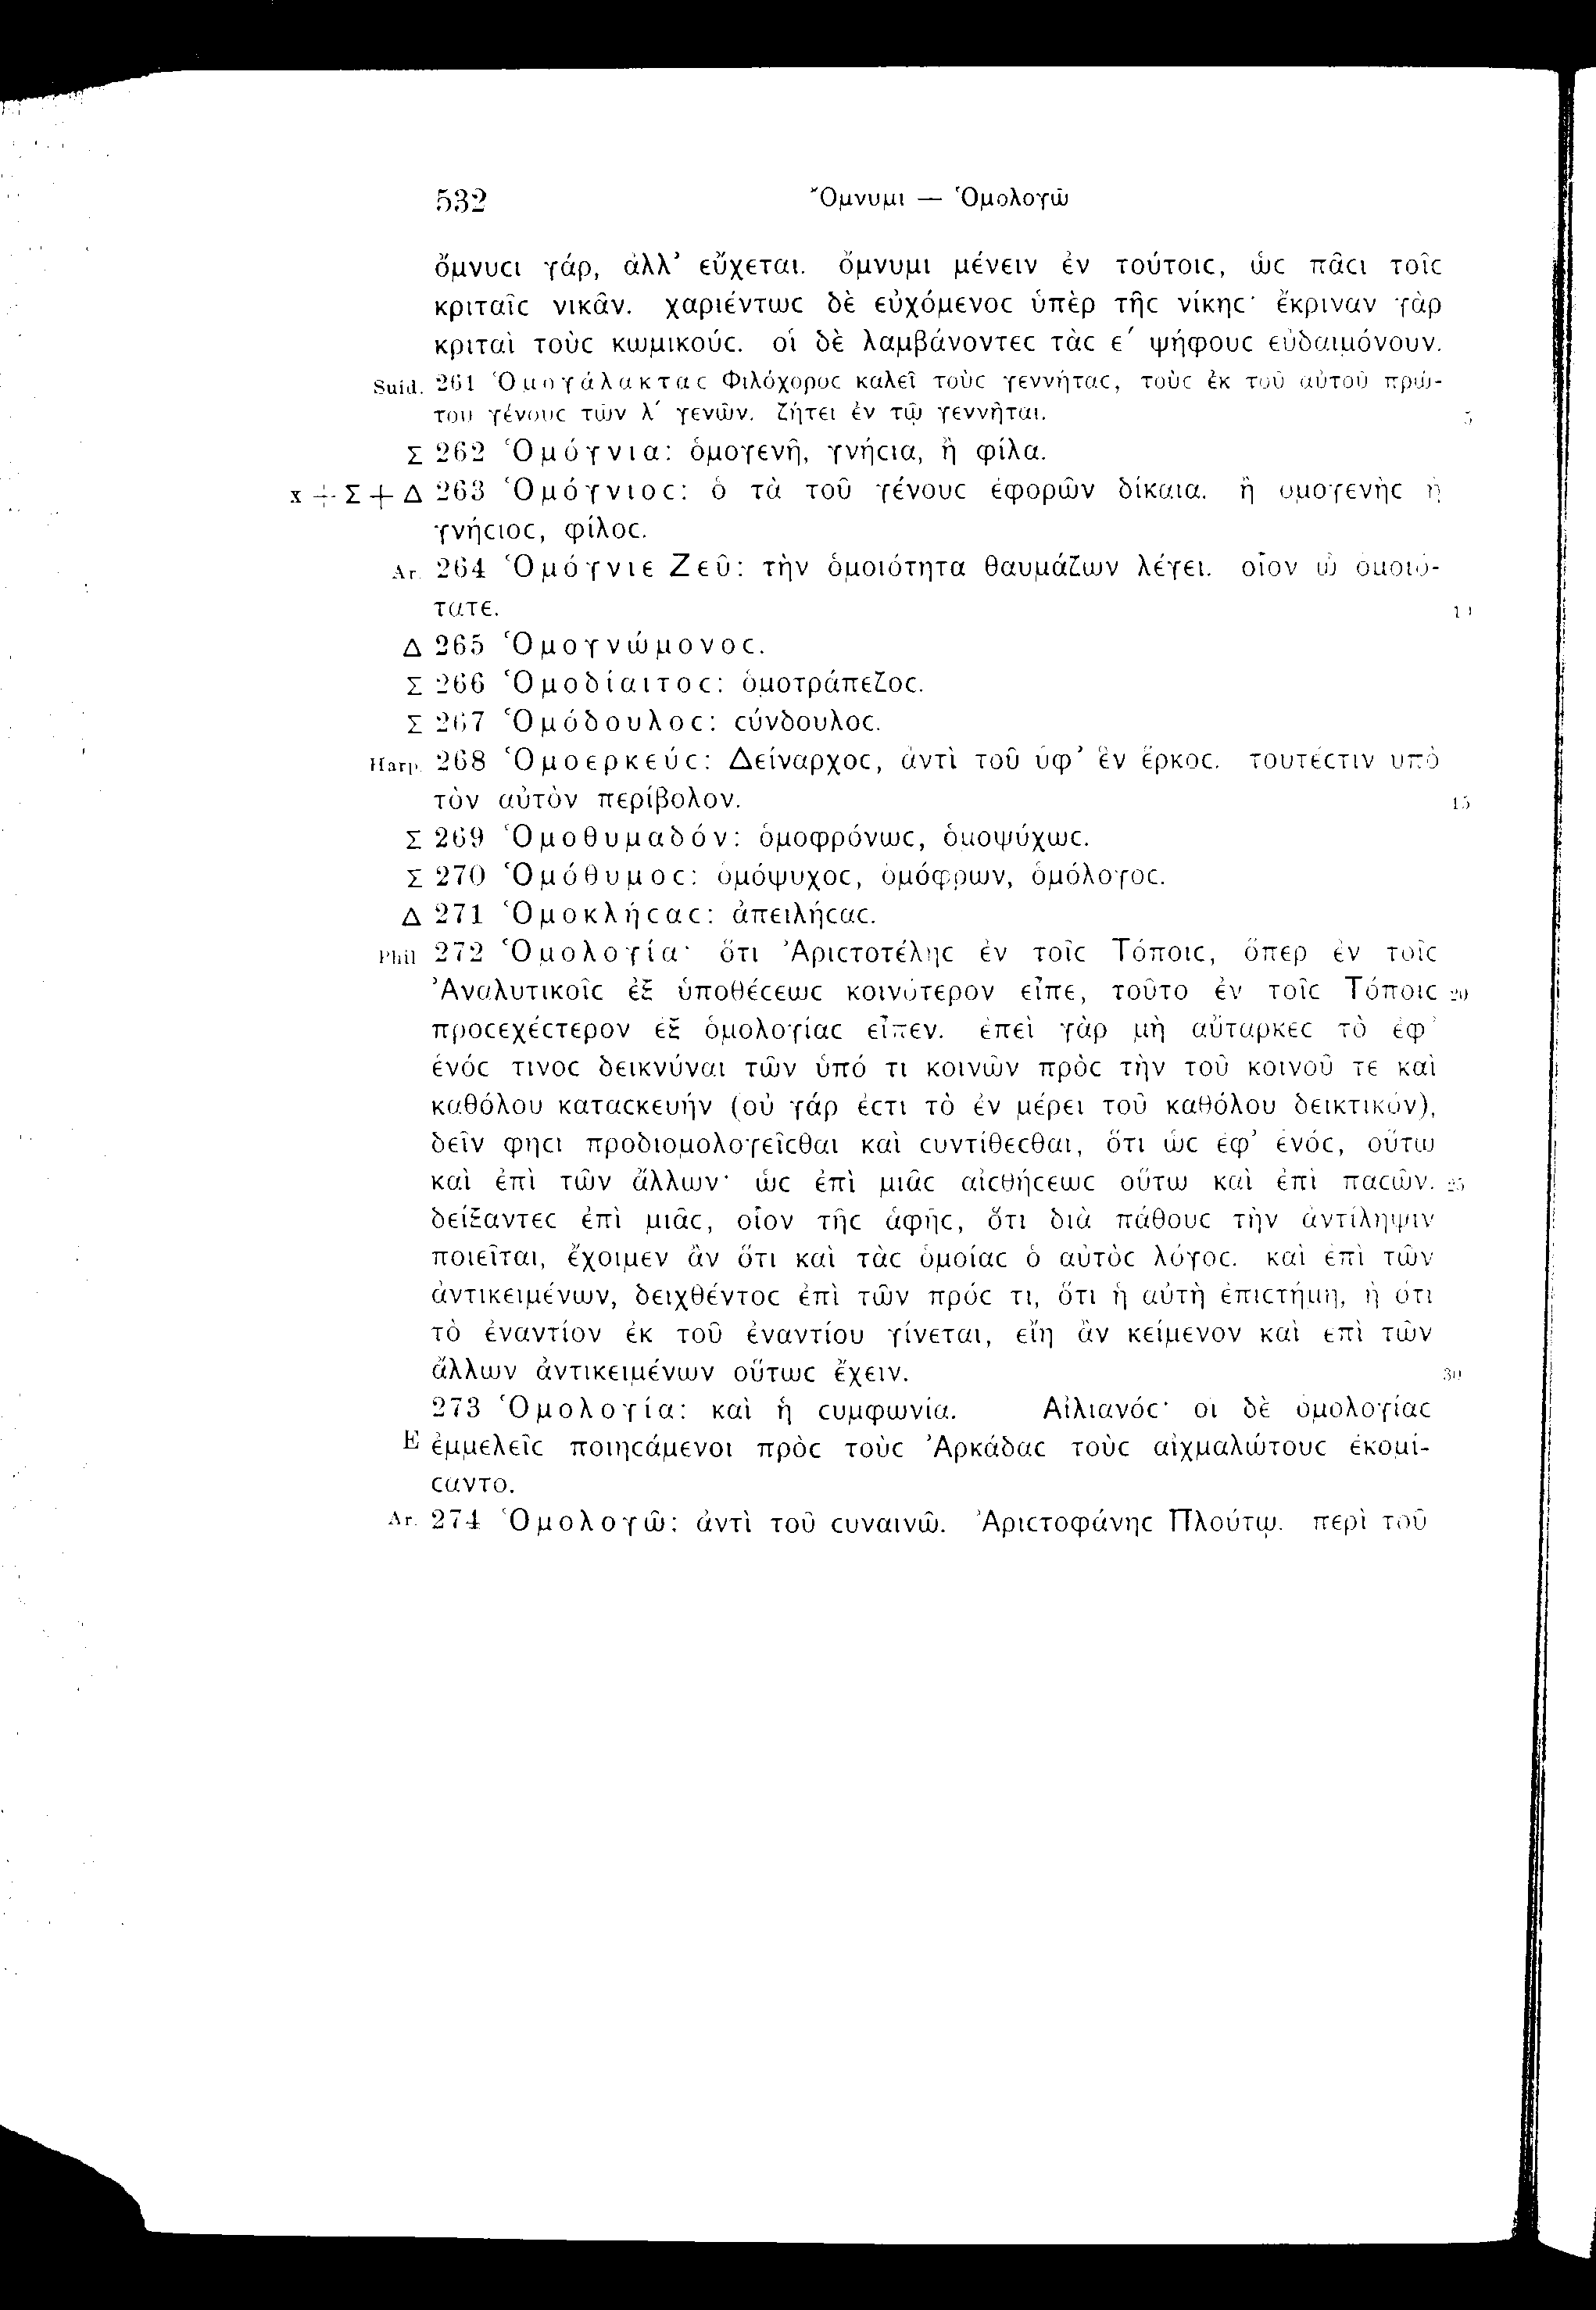 532 Ὄμνυμι — Ὁμολογῶ
ὄμνυϲι γάρ, ἀλλ’ εὔχεται. ὄμνυμι μένειν ἐν τούτοιϲ, ὡϲ πᾶϲι τοῖϲ
κριταῖϲ νικᾶν. χαριέντωϲ δὲ εὐχόμενοϲ ὑπὲρ τῆϲ νίκηϲ· ἔκριναν γὰρ
κριταὶ τοὺϲ κωμικούϲ. οἱ δὲ λαμβάνοντεϲ τὰϲ ε′ ψήφουϲ εὐδαιμόνουν.
Suid. 261 Ὁμογάλακταϲ Φιλόχοροϲ καλεῖ τοὺϲ γεννήταϲ, τοὺϲ ἐκ τοῦ αὐτοῦ πρώ-
του γένουϲ τῶν λ′ γενῶν. ζήτει ἐν τῷ γεννῆται. 5
Σ 262 Ὁμόγνια: ὁμογενῆ, γνήϲια, ἢ φίλα.
x + Σ + Δ 263 Ὁμόγνιοϲ: ὁ τὰ τοῦ γένουϲ ἐφορῶν δίκαια. ἢ ὁμογενὴϲ ἢ
γνήϲιοϲ, φίλοϲ.
Ar. 264 Ὁμόγνιε Ζεῦ: τὴν ὁμοιότητα θαυμάζων λέγει. οἷον ὦ ὁμοιό-
τατε. 10
Δ 265 Ὁμογνώμονοϲ.
Σ 266 Ὁμοδίαιτοϲ: ὁμοτράπεζοϲ.
Σ 267 Ὁμόδουλοϲ: ϲύνδουλοϲ.
Harp. 268 Ὁμοερκεύϲ: Δείναρχοϲ, ἀντὶ τοῦ ὑφ’ ἓν ἕρκοϲ. τουτέϲτιν ὑπὸ
τὸν αὐτὸν περίβολον. 15
Σ 269 Ὁμοθυμαδόν: ὁμοφρόνωϲ, ὁμοψύχωϲ.
Σ 270 Ὁμόθυμοϲ: ὁμόψυχοϲ, ὁμόφρων, ὁμόλογοϲ.
Δ 271 Ὁμοκλήϲαϲ: ἀπειλήϲαϲ.
Phil 272 Ὁμολογία· ὅτι Ἀριϲτοτέληϲ ἐν τοῖϲ Τόποιϲ, ὅπερ ἐν τοῖϲ
Ἀναλυτικοῖϲ ἐξ ὑποθέϲεωϲ κοινότερον εἶπε, τοῦτο ἐν τοῖϲ Τόποιϲ 20
προϲεχέϲτερον ἐξ ὁμολογίαϲ εἶπεν. ἐπεὶ γὰρ μὴ αὔταρκεϲ τὸ ἐφ’
ἑνόϲ τινοϲ δεικνύναι τῶν ὑπό τι κοινῶν πρὸϲ τὴν τοῦ κοινοῦ τε καὶ
καθόλου καταϲκευήν (οὐ γάρ ἐϲτι τὸ ἐν μέρει τοῦ καθόλου δεικτικόν),
δεῖν φηϲι προδιομολογεῖϲθαι καὶ ϲυντίθεϲθαι, ὅτι ὡϲ ἐφ’ ἑνόϲ, οὕτω
καὶ ἐπὶ τῶν ἄλλων· ὡϲ ἐπὶ μιᾶϲ αἰϲθήϲεωϲ οὕτω καὶ ἐπὶ παϲῶν. 25
δείξαντεϲ ἐπὶ μιᾶϲ, οἷον τῆϲ ἁφῆϲ, ὅτι διὰ πάθουϲ τὴν ἀντίληψιν
ποιεῖται, ἔχοιμεν ἂν ὅτι καὶ τὰϲ ὁμοίαϲ ὁ αὐτὸϲ λόγοϲ. καὶ ἐπὶ τῶν
ἀντικειμένων, δειχθέντοϲ ἐπὶ τῶν πρόϲ τι, ὅτι ἡ αὐτὴ ἐπιϲτήμη, ἢ ὅτι
τὸ ἐναντίον ἐκ τοῦ ἐναντίου γίνεται, εἴη ἂν κείμενον καὶ ἐπὶ τῶν
ἄλλων ἀντικειμένων οὕτωϲ ἔχειν. 30
273 Ὁμολογία: καὶ ἡ ϲυμφωνία. Αἰλιανόϲ· οἱ δὲ ὁμολογίαϲ
E ἐμμελεῖϲ ποιηϲάμενοι πρὸϲ τοὺϲ Ἀρκάδαϲ τοὺϲ αἰχμαλώτουϲ ἐκομί-
ϲαντο.
Ar. 274 Ὁμολογῶ: ἀντὶ τοῦ ϲυναινῶ. Ἀριϲτοφάνηϲ Πλούτῳ. περὶ τοῦ